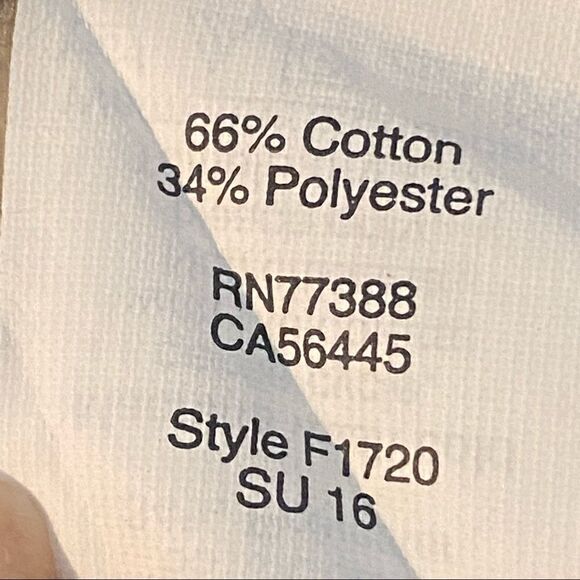 66% Cotton
34% Polyester
RN77388
CA56445
Style F1720
SU 16